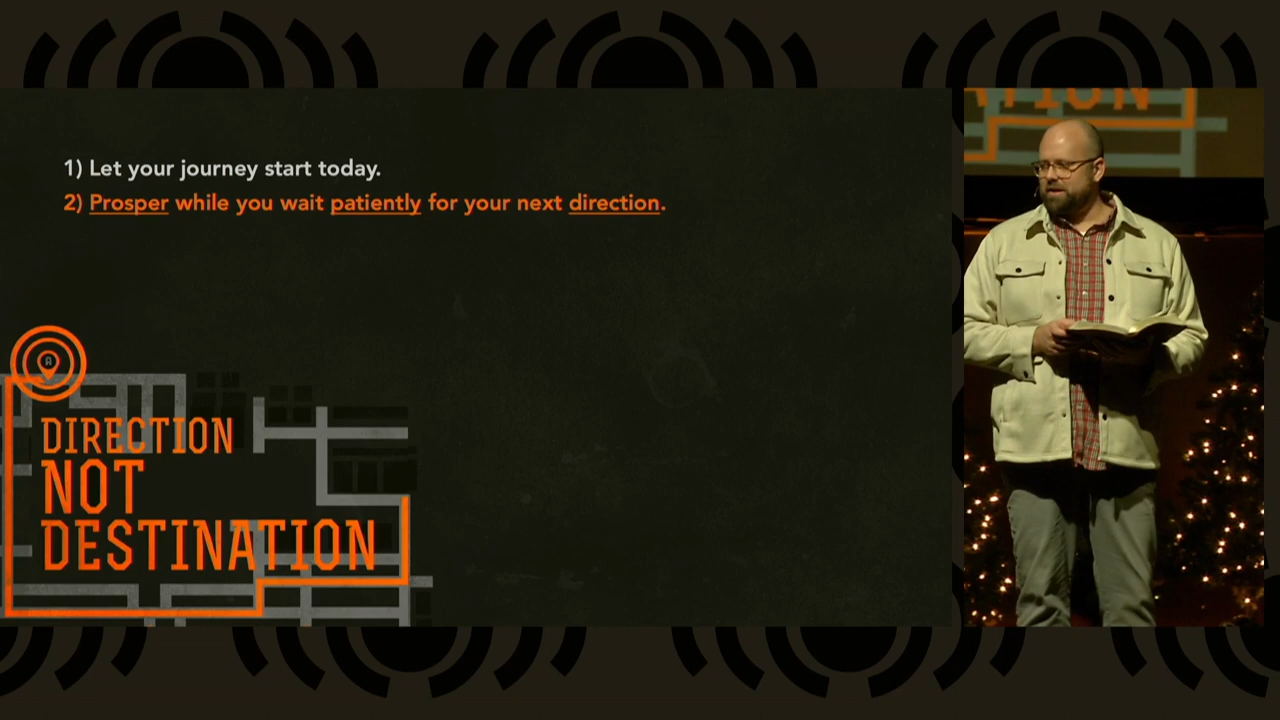 1) Let your journey start today.
2) Prosper while you wait patiently for your next direction.
A
DIRECTION
NOT
DESTINATION